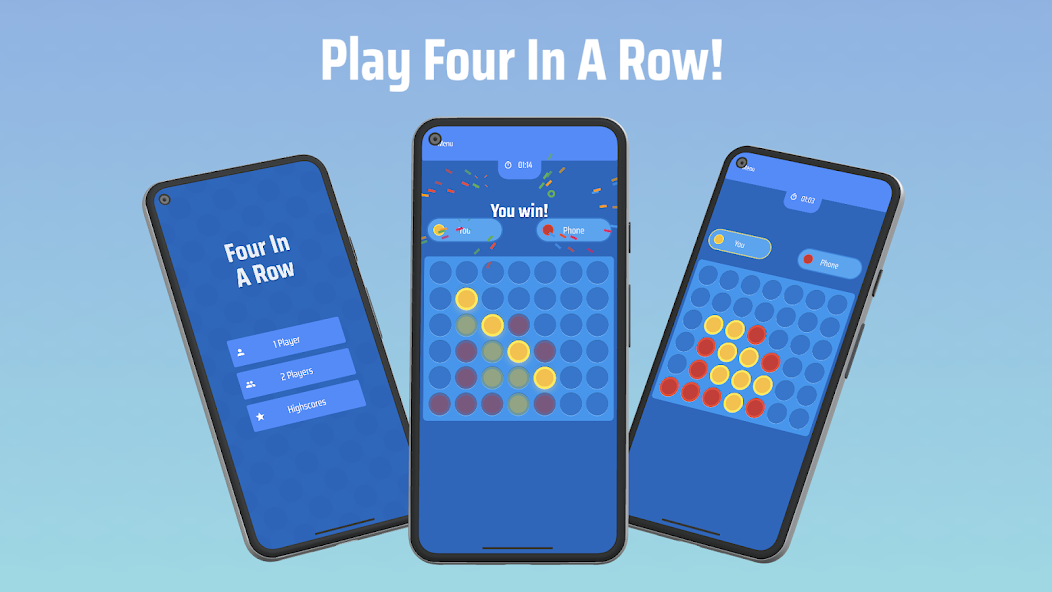 Play Four In A Row!
Four In
A Row
1 Player
2 Players
Highscores
01:14
You win!
You
Phone
01:03
You
Phone